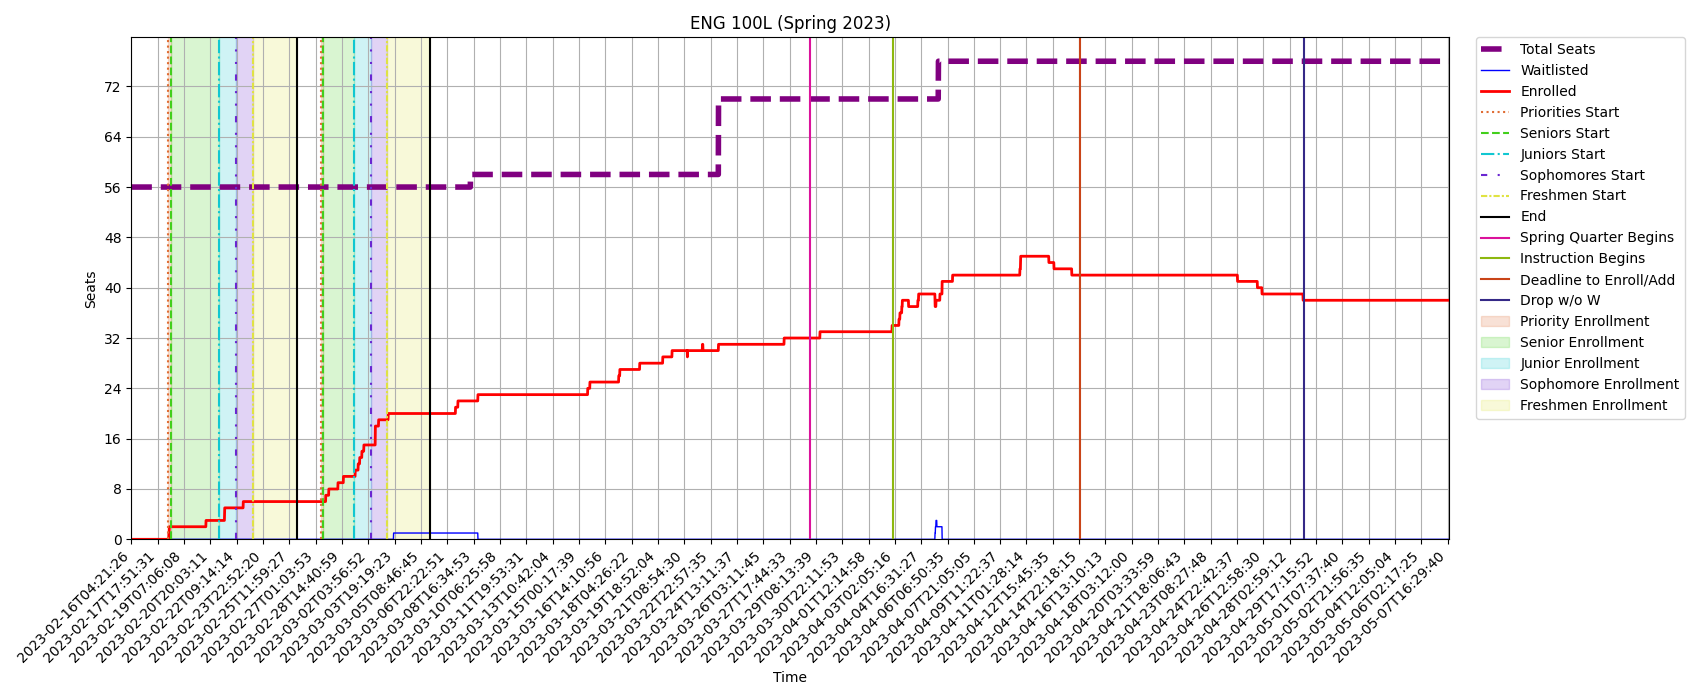 ENG 100L (Spring 2023)
Seats
72
64
56
48
40
32
24
16
8
0
2023-02-16T04:21:26
2023-02-17T17:51:31
2023-02-19T07:06:08
2023-02-20T20:03:11
2023-02-22T09:14:14
2023-02-23T22:52:20
2023-02-25T11:59:27
2023-02-27T01:03:53
2023-02-28T14:40:59
2023-03-02T03:56:52
2023-03-03T19:19:23
2023-03-05T08:46:45
2023-03-06T22:22:51
2023-03-08T16:34:53
2023-03-10T06:25:58
2023-03-11T19:53:31
2023-03-13T10:42:04
2023-03-15T00:17:39
2023-03-16T14:10:56
2023-03-18T04:26:22
2023-03-19T18:52:04
2023-03-21T08:54:30
2023-03-22T22:57:35
2023-03-24T13:11:37
2023-03-26T03:11:45
2023-03-27T17:44:33
2023-03-29T08:13:39
2023-03-30T22:11:53
2023-04-01T12:14:58
2023-04-03T02:05:16
2023-04-04T16:31:27
2023-04-06T06:50:35
2023-04-07T21:05:05
2023-04-09T11:22:37
2023-04-11T01:28:14
2023-04-12T15:45:35
2023-04-14T22:18:15
2023-04-16T13:10:13
2023-04-18T03:12:00
2023-04-20T03:33:59
2023-04-21T18:06:43
2023-04-23T08:27:48
2023-04-24T22:42:37
2023-04-26T12:58:30
2023-04-28T02:59:12
2023-04-29T17:15:52
2023-05-01T07:37:40
2023-05-02T21:56:35
2023-05-04T12:05:04
2023-05-06T02:17:25
2023-05-07T16:29:40
Time
Total Seats
Waitlisted
Enrolled
Priorities Start
Seniors Start
Juniors Start
Sophomores Start
Freshmen Start
End
Spring Quarter Begins
Instruction Begins
Deadline to Enroll/Add
Drop w/o W
Priority Enrollment
Senior Enrollment
Junior Enrollment
Sophomore Enrollment
Freshmen Enrollment